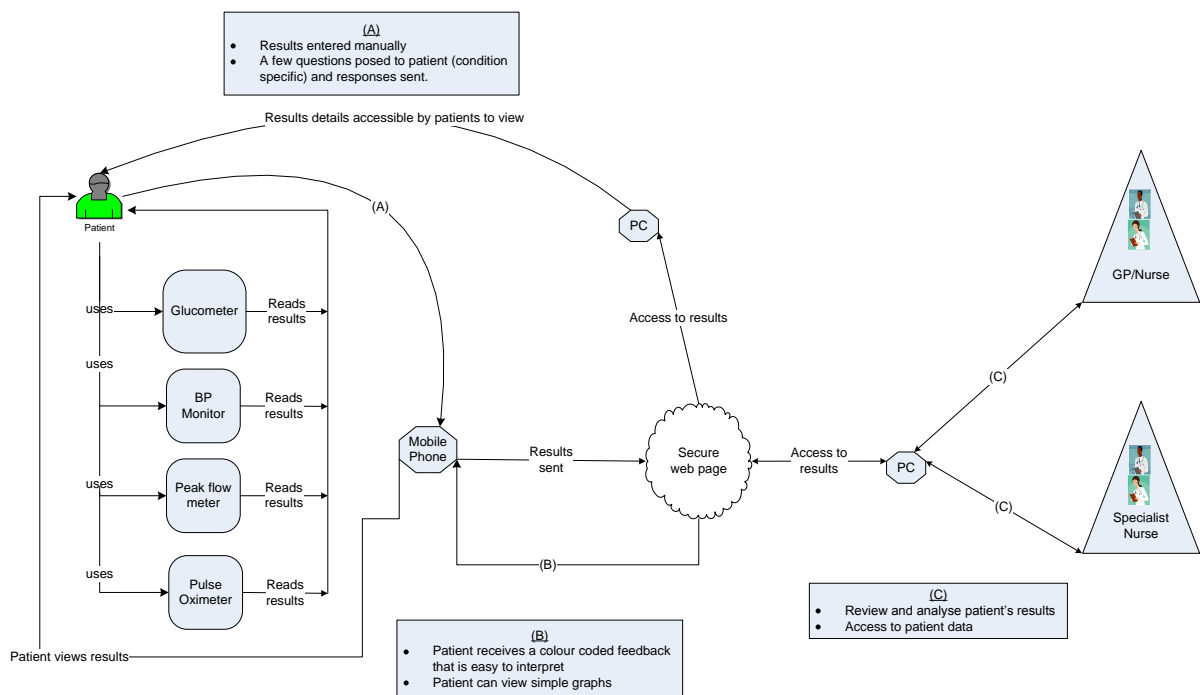 (A)
• Results entered manually
• A few questions posed to patient (condition
specific) and responses sent.
Results details accessible by patients to view
(A)
Patient
PC
GP/Nurse
uses
Glucometer
Reads
results
Access to results
uses
(C)
BP
Monitor
Reads
results
Mobile
Phone
Results
sent
Secure
web page
Access to
results
PC
uses
Peak flow
meter
Reads
results
(C)
Specialist
Nurse
(B)
uses
Pulse
Oximeter
Reads
results
(C)
• Review and analyse patient’s results
• Access to patient data
Patient views results
(B)
• Patient receives a colour coded feedback
that is easy to interpret
• Patient can view simple graphs